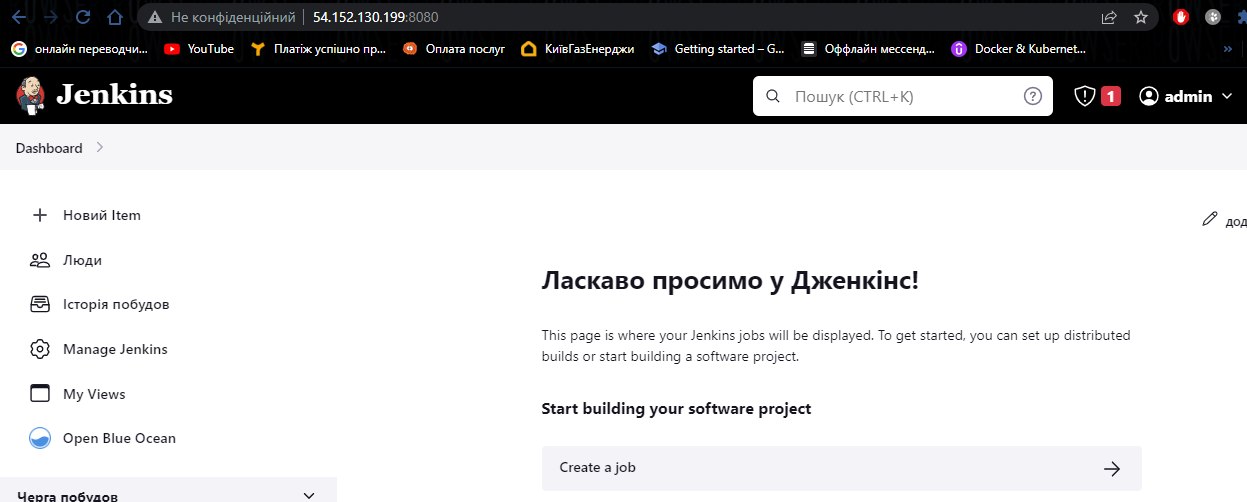 Не конфіденційний 54.152.130.199:8080
онлайн переводчи... YouTube Платіж успішно пр... Оплата послуг КиївГазЕнерджи Getting started – G... Оффлайн мессенд... Docker & Kubernet... »
Jenkins Пошук (CTRL+K) ? 1 admin
Dashboard
Новий Item
дод
Люди
Ласкаво просимо у Дженкінс!
Історія побудов
This page is where your Jenkins jobs will be displayed. To get started, you can set up distributed
builds or start building a software project.
Manage Jenkins
My Views
Start building your software project
Open Blue Ocean
Create a job
Черга побудов